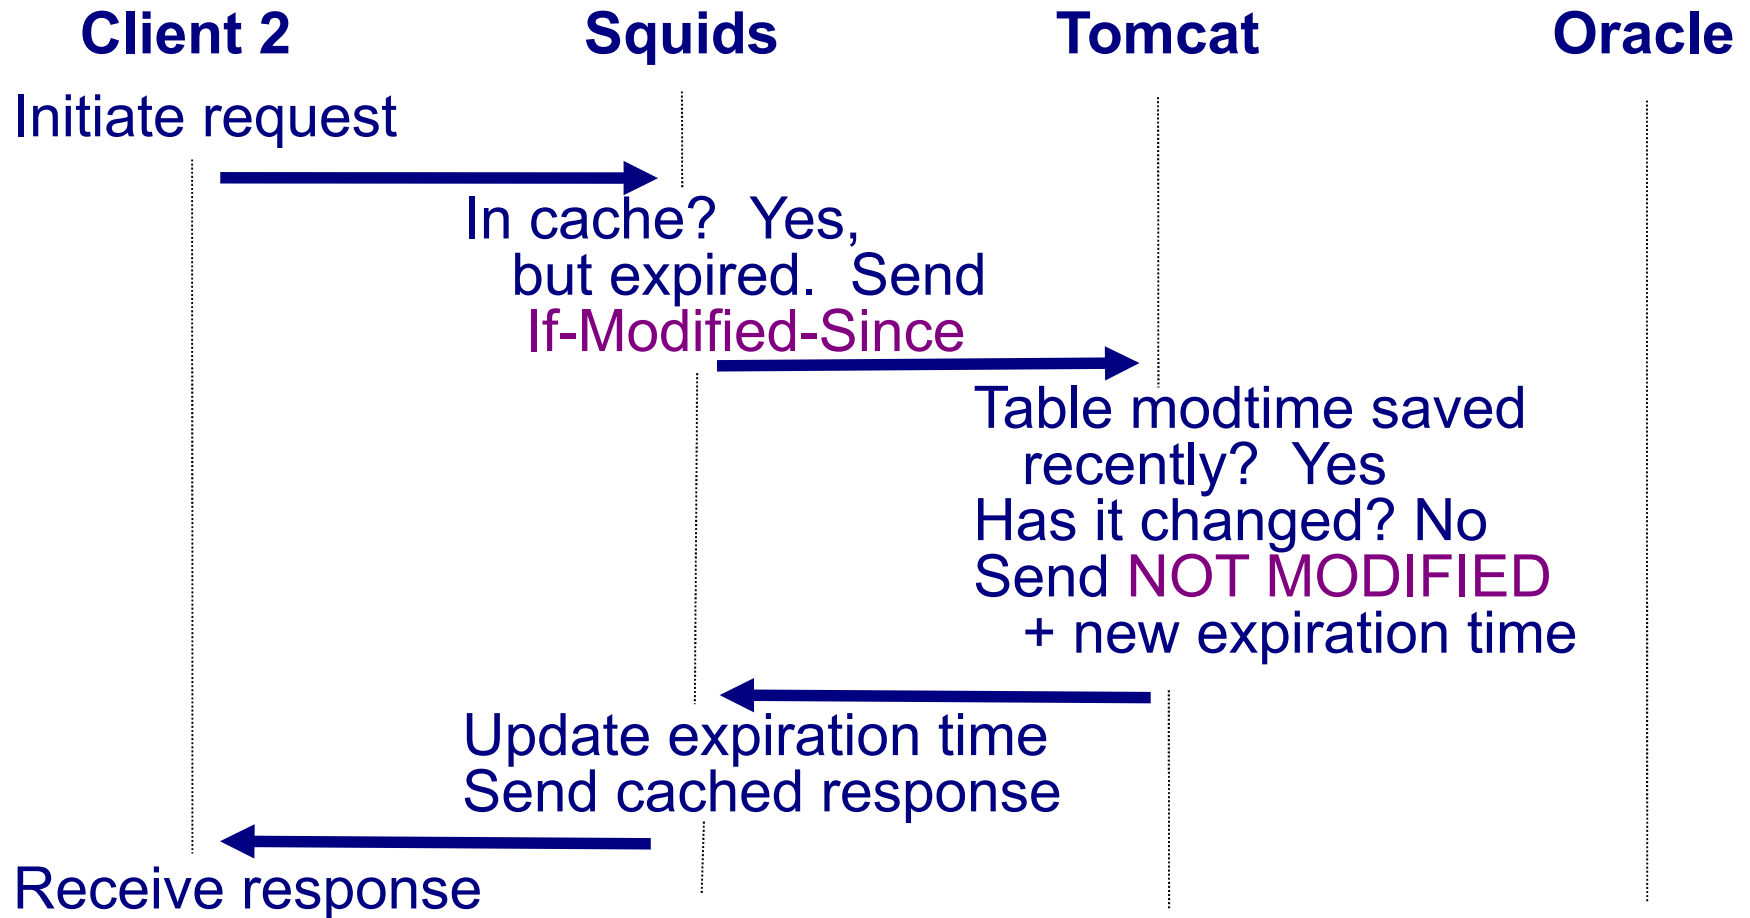 Client 2
Squids
Tomcat
Oracle
Initiate request
In cache?  Yes,
but expired.  Send
If-Modified-Since
Table modtime saved
recently?  Yes
Has it changed? No
Send NOT MODIFIED
+ new expiration time
Update expiration time
Send cached response
Receive response